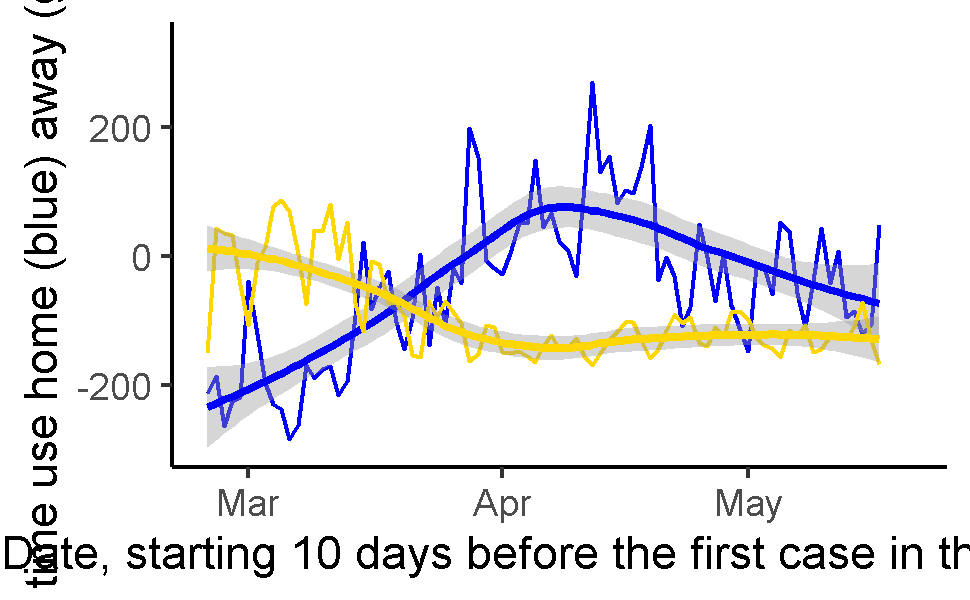 time use home (blue) away (
200
0
-200
Mar Apr May
Date, starting 10 days before the first case in th